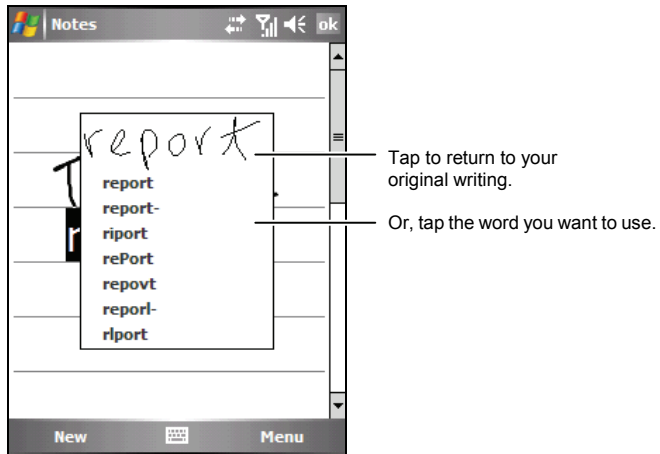 Notes
ok
report
Tap to return to your
original writing.
report
report-
riport
rePort
Or, tap the word you want to use.
repovt
reporl-
rlport
New
Menu